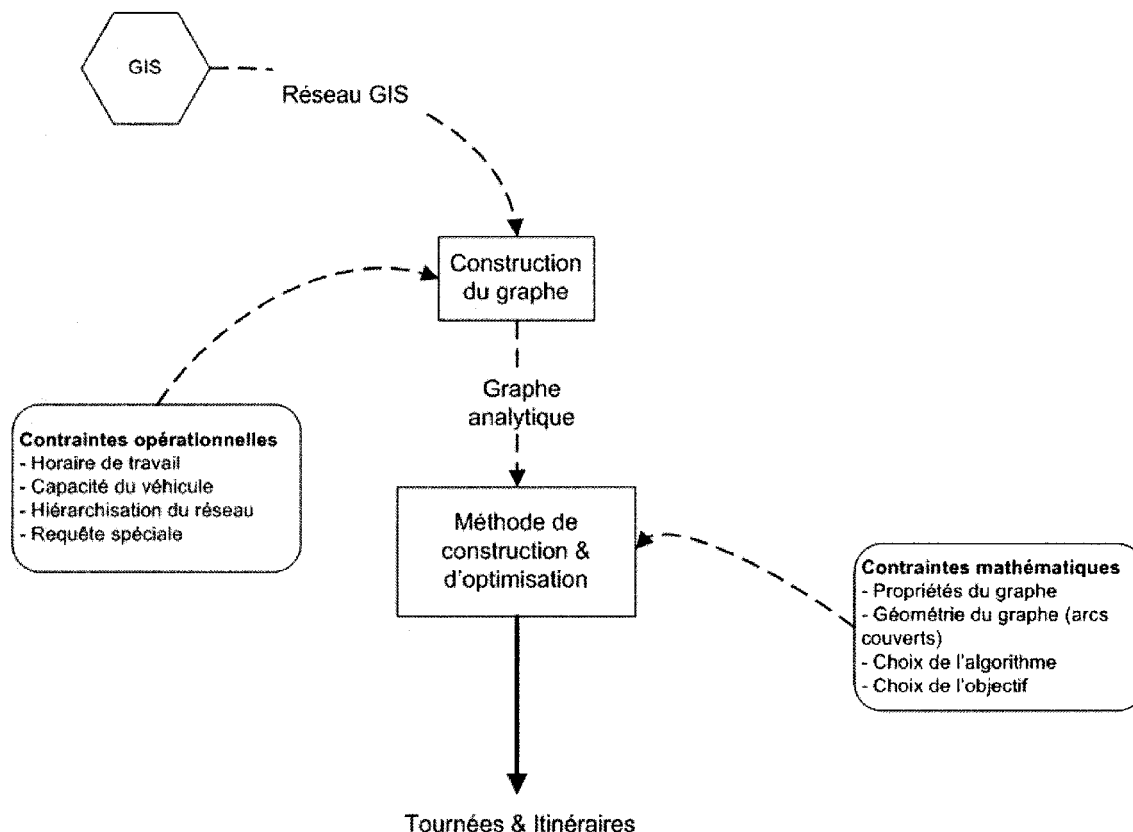 GIS
Réseau GIS
Construction
du graphe
Graphe
analytique
Contraintes opérationnelles
- Horaire de travail
- Capacité du véhicule
- Hiérarchisation du réseau
- Requête spéciale
Méthode de
construction &
d'optimisation
Contraintes mathématiques
- Propriétés du graphe
- Géométrie du graphe (arcs
couverts)
- Choix de l'algorithme
- Choix de l'objectif
Tournées & Itinéraires